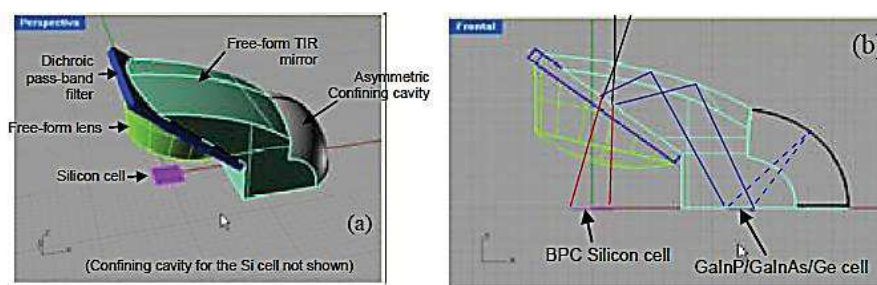 Perspectiva
Free-form TIR
mirror
Dichroic
pass-band
filter
Asymmetric
Confining cavity
Free-form lens
Silicon cell
(a)
(Confining cavity for the Si cell not shown)
Frontal
(b)
BPC Silicon cell
GaInP/GaInAs/Ge cell